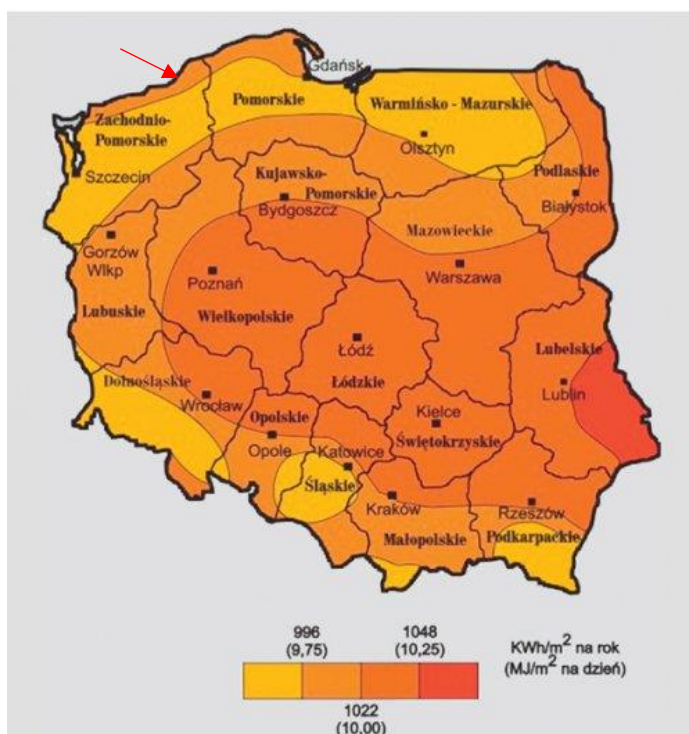 Gdańsk
Pomorskie
Warmińsko - Mazurskie
Zachodnio-
Pomorskie
Olsztyn
Szczecin
Kujawsko-
Pomorskie
Podlaskie
Bydgoszcz
Białystok
Mazowieckie
Gorzów
Wlkp
Poznań
Warszawa
Lubuskie
Wielkopolskie
Łódź
Lubelskie
Dolnośląskie
Łódzkie
Lublin
Wrocław
Opolskie
Kielce
Świętokrzyskie
Opole
Katowice
Śląskie
Kraków
Rzeszów
Małopolskie
Podkarpackie
996
(9,75)
1048
(10,25)
KWh/m² na rok
(MJ/m² na dzień)
1022
(10,00)